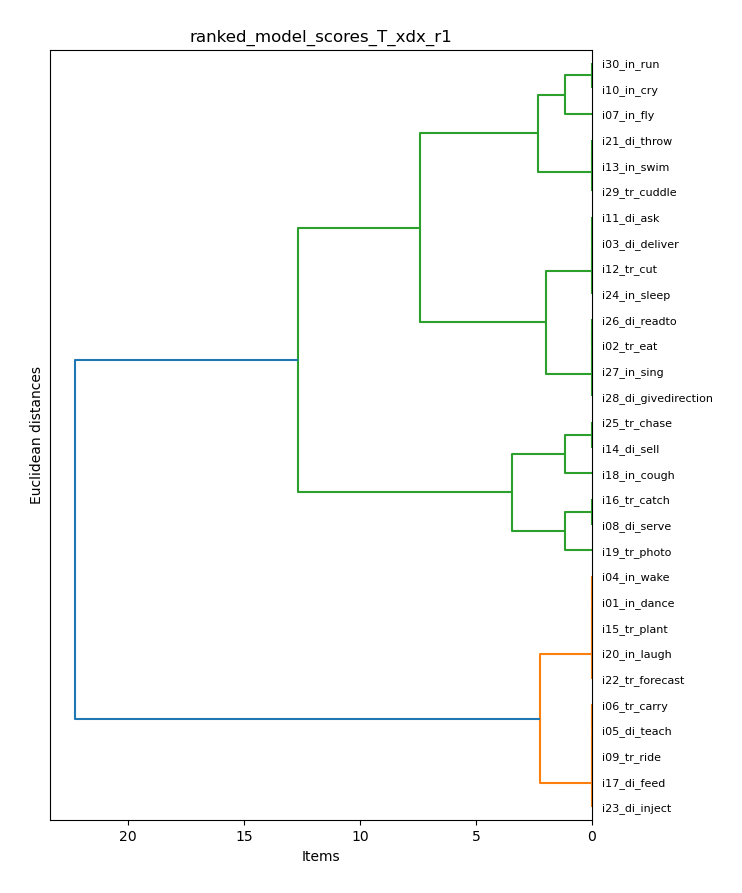 ranked_model_scores_T_xdx_r1
i30_in_run
i10_in_cry
i07_in_fly
i21_di_throw
i13_in_swim
i29_tr_cuddle
i11_di_ask
i03_di_deliver
i12_tr_cut
i24_in_sleep
i26_di_readto
i02_tr_eat
i27_in_sing
i28_di_givedirection
i25_tr_chase
i14_di_sell
i18_in_cough
i16_tr_catch
i08_di_serve
i19_tr_photo
i04_in_wake
i01_in_dance
i15_tr_plant
i20_in_laugh
i22_tr_forecast
i06_tr_carry
i05_di_teach
i09_tr_ride
i17_di_feed
i23_di_inject
Euclidean distances
20 15 10 5 0
Items